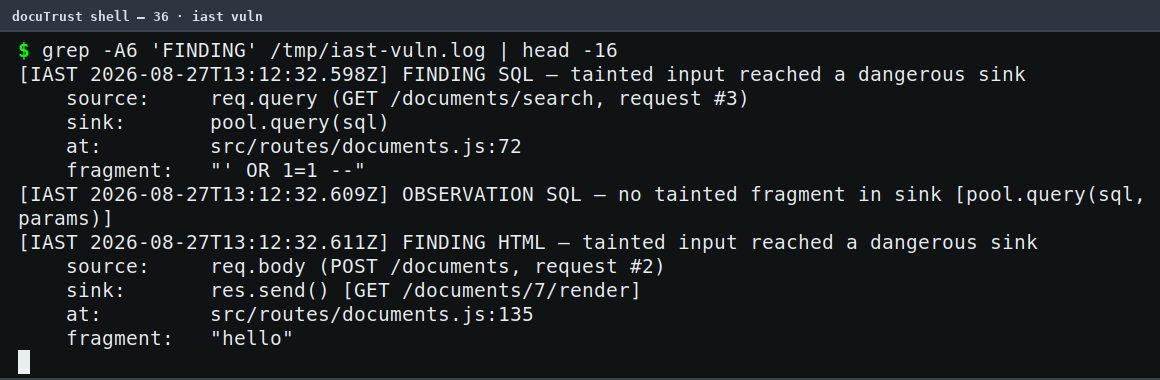 docuTrust shell — 36 · iast vuln
$ grep -A6 'FINDING' /tmp/iast-vuln.log | head -16
[IAST 2026-08-27T13:12:32.598Z] FINDING SQL — tainted input reached a dangerous sink
    source:     req.query (GET /documents/search, request #3)
    sink:       pool.query(sql)
    at:         src/routes/documents.js:72
    fragment:   "' OR 1=1 --"
[IAST 2026-08-27T13:12:32.609Z] OBSERVATION SQL — no tainted fragment in sink [pool.query(sql,
params)]
[IAST 2026-08-27T13:12:32.611Z] FINDING HTML — tainted input reached a dangerous sink
    source:     req.body (POST /documents, request #2)
    sink:       res.send() [GET /documents/7/render]
    at:         src/routes/documents.js:135
    fragment:   "hello"